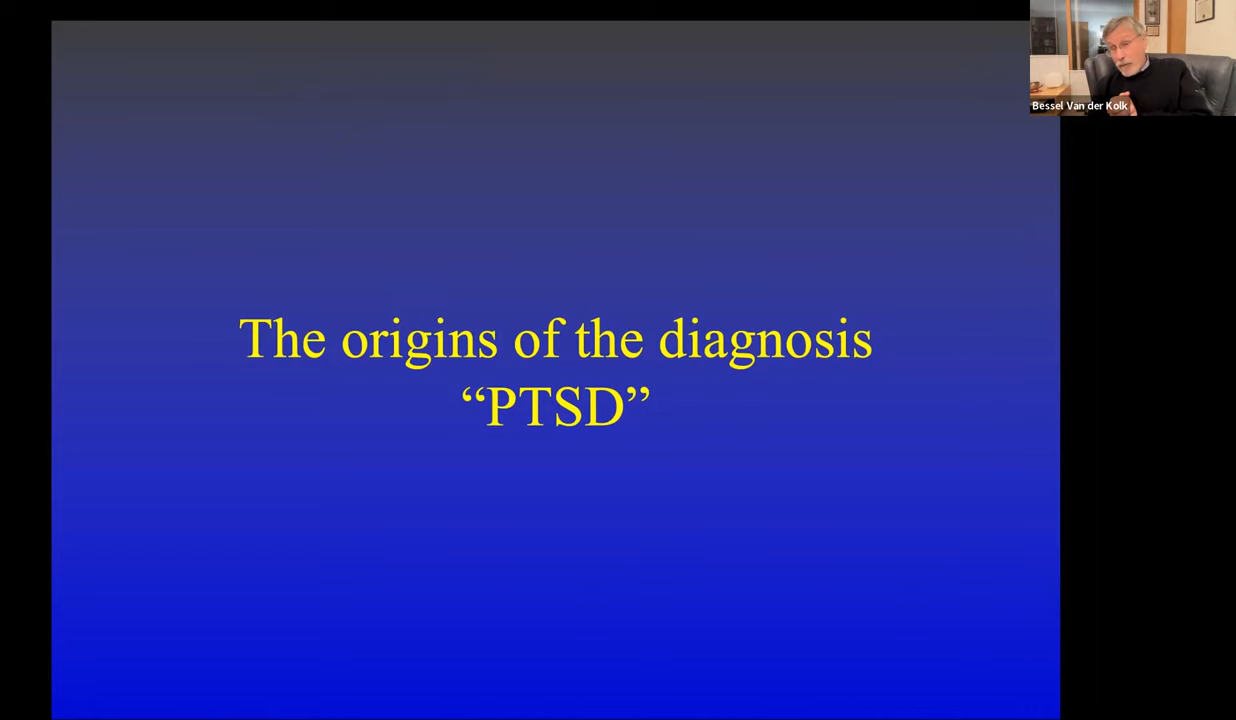 Bessel Van der Kolk
The origins of the diagnosis
“PTSD”